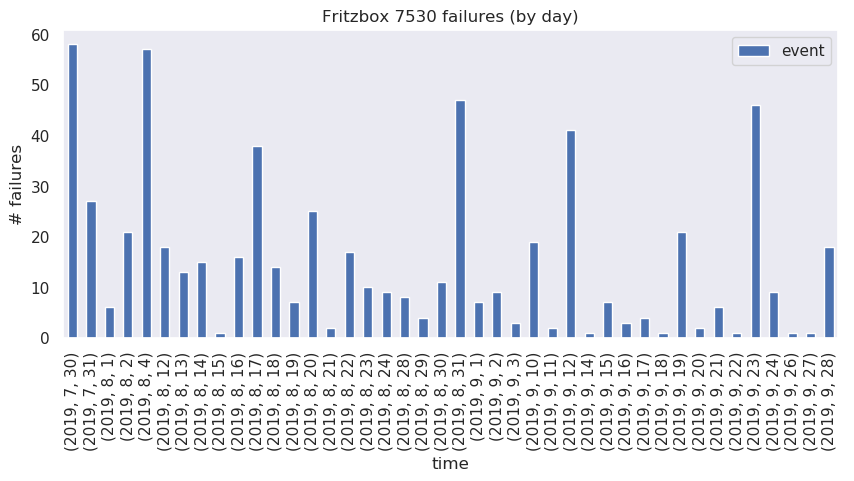 Fritzbox 7530 failures (by day)
event
# failures
60
50
40
30
20
10
0
(2019, 7, 30)
(2019, 7, 31)
(2019, 8, 1)
(2019, 8, 2)
(2019, 8, 4)
(2019, 8, 12)
(2019, 8, 13)
(2019, 8, 14)
(2019, 8, 15)
(2019, 8, 16)
(2019, 8, 17)
(2019, 8, 18)
(2019, 8, 19)
(2019, 8, 20)
(2019, 8, 21)
(2019, 8, 22)
(2019, 8, 23)
(2019, 8, 24)
(2019, 8, 28)
(2019, 8, 29)
(2019, 8, 30)
(2019, 8, 31)
(2019, 9, 1)
(2019, 9, 2)
(2019, 9, 3)
(2019, 9, 10)
(2019, 9, 11)
(2019, 9, 12)
(2019, 9, 14)
(2019, 9, 15)
(2019, 9, 16)
(2019, 9, 17)
(2019, 9, 18)
(2019, 9, 19)
(2019, 9, 20)
(2019, 9, 21)
(2019, 9, 22)
(2019, 9, 23)
(2019, 9, 24)
(2019, 9, 26)
(2019, 9, 27)
(2019, 9, 28)
time